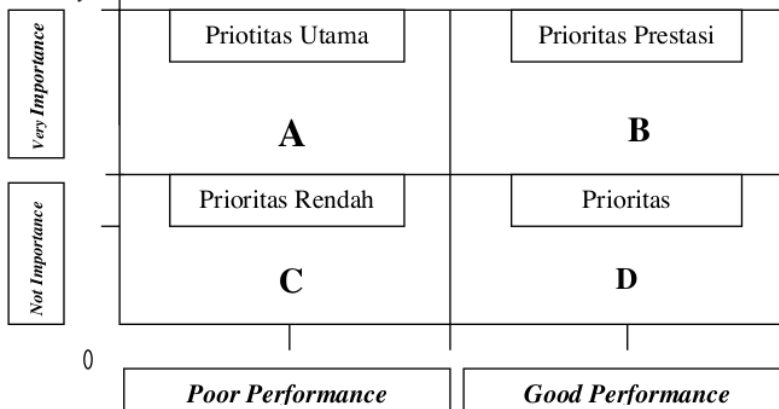 Very Importance
Priotitas Utama
Prioritas Prestasi
A
B
Not Importance
Prioritas Rendah
Prioritas
C
D
0
Poor Performance
Good Performance